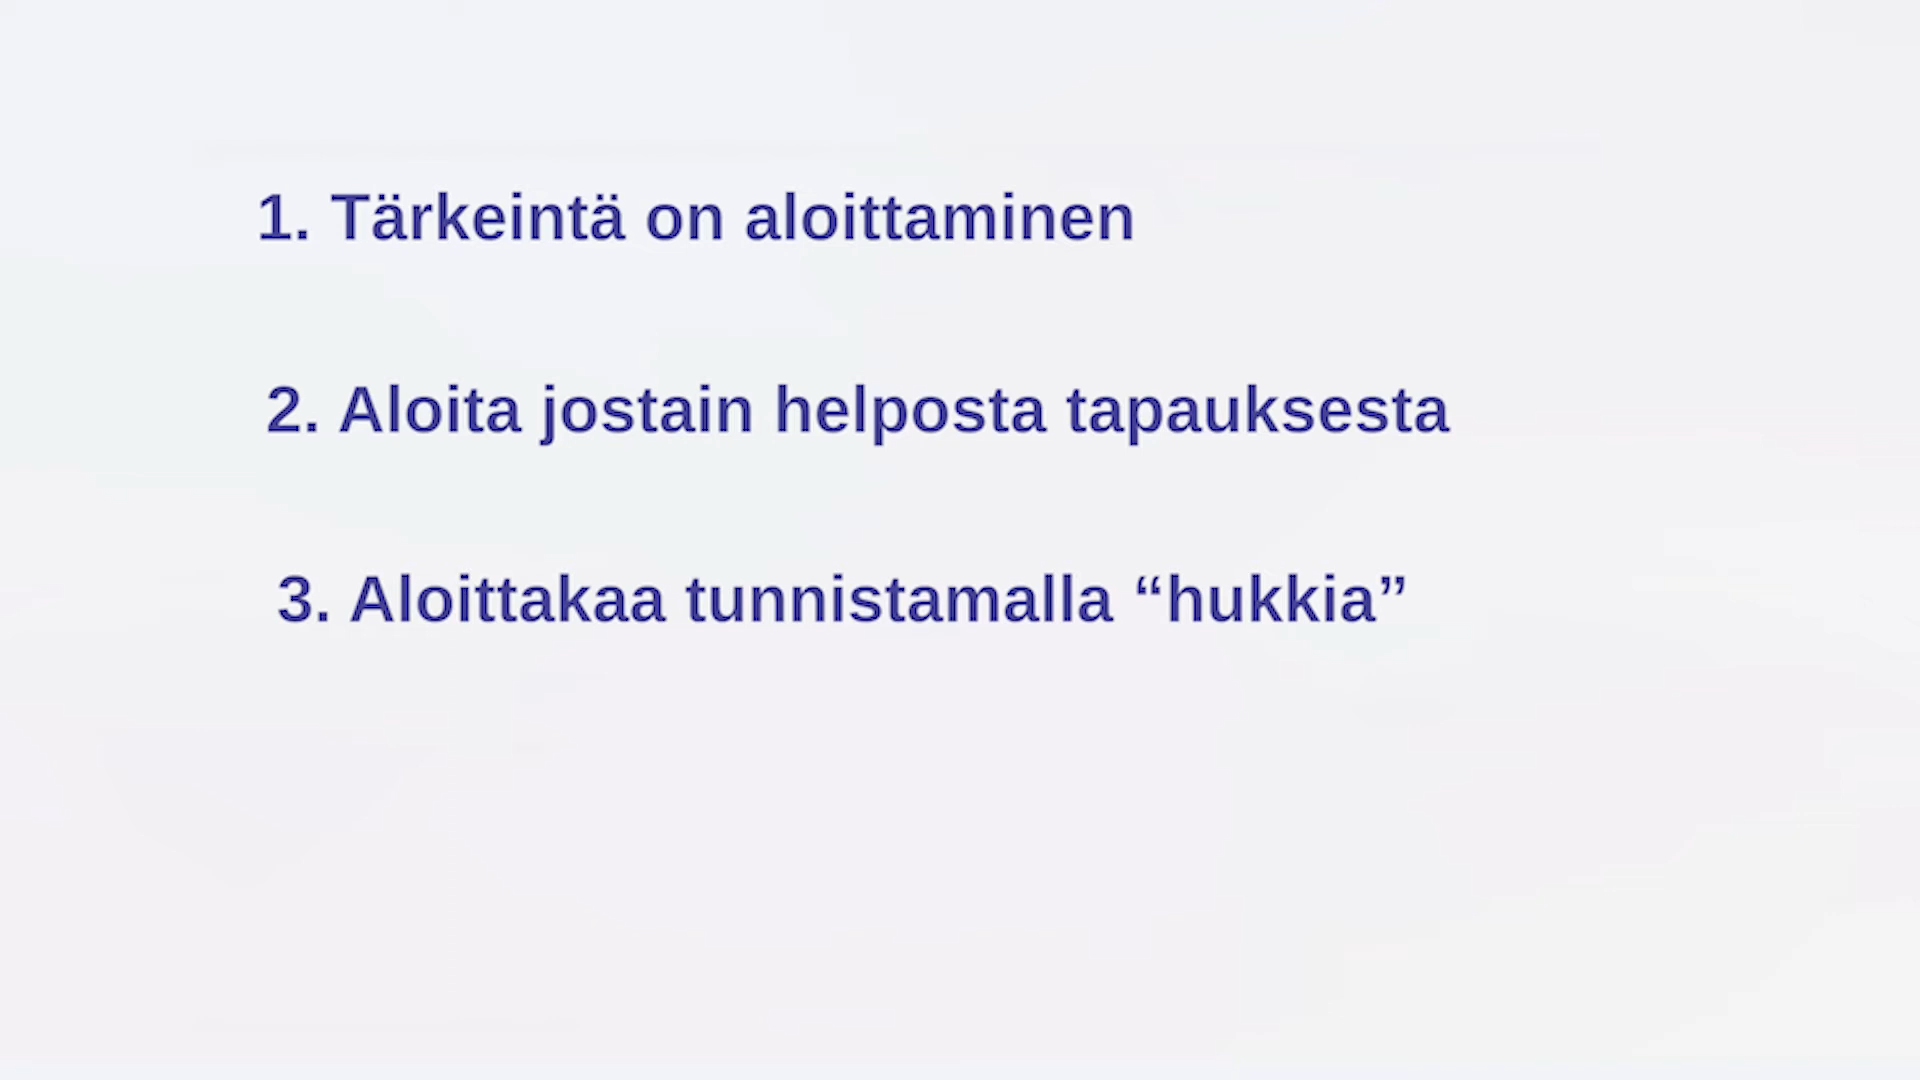 1. Tärkeintä on aloittaminen
2. Aloita jostain helposta tapauksesta
3. Aloittakaa tunnistamalla “hukkia”